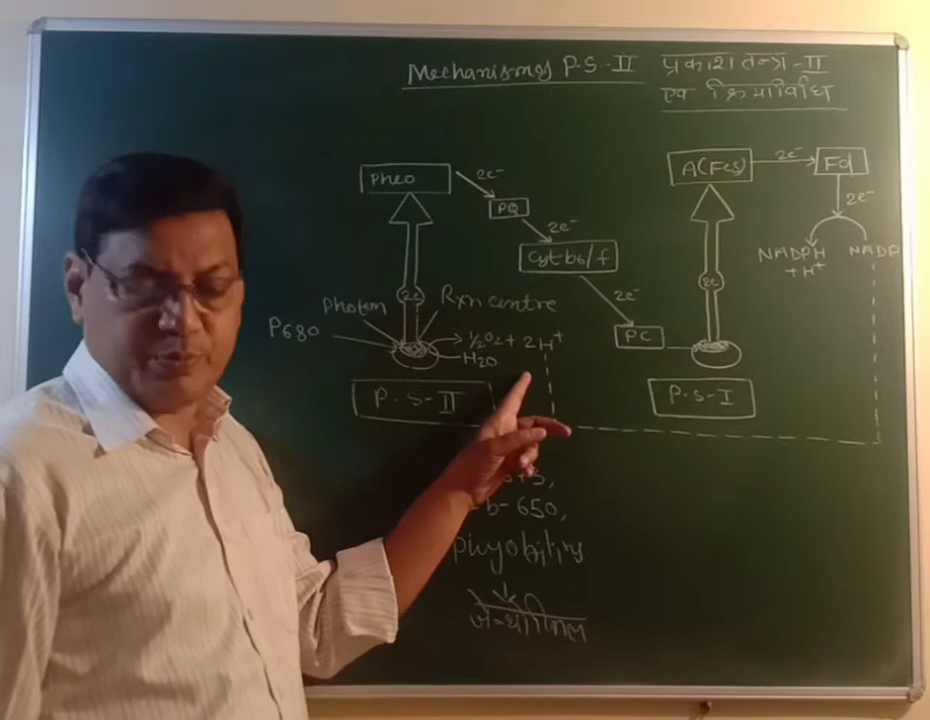 Mechanism of P-S-II प्रकाश तन्त्र-II
एवं क्रियाविधि
Pheo
2e-
PQ
2e-
Cyt b6/f
2e-
PC
A(FeS)
2e-
Fd
2e-
NADPH
+ H+
NADP
2e
2e
Photon
Rxn centre
P680
1/2O2 + 2H+
H2O
P-S-II
P-S-I
b-650,
phycobilins